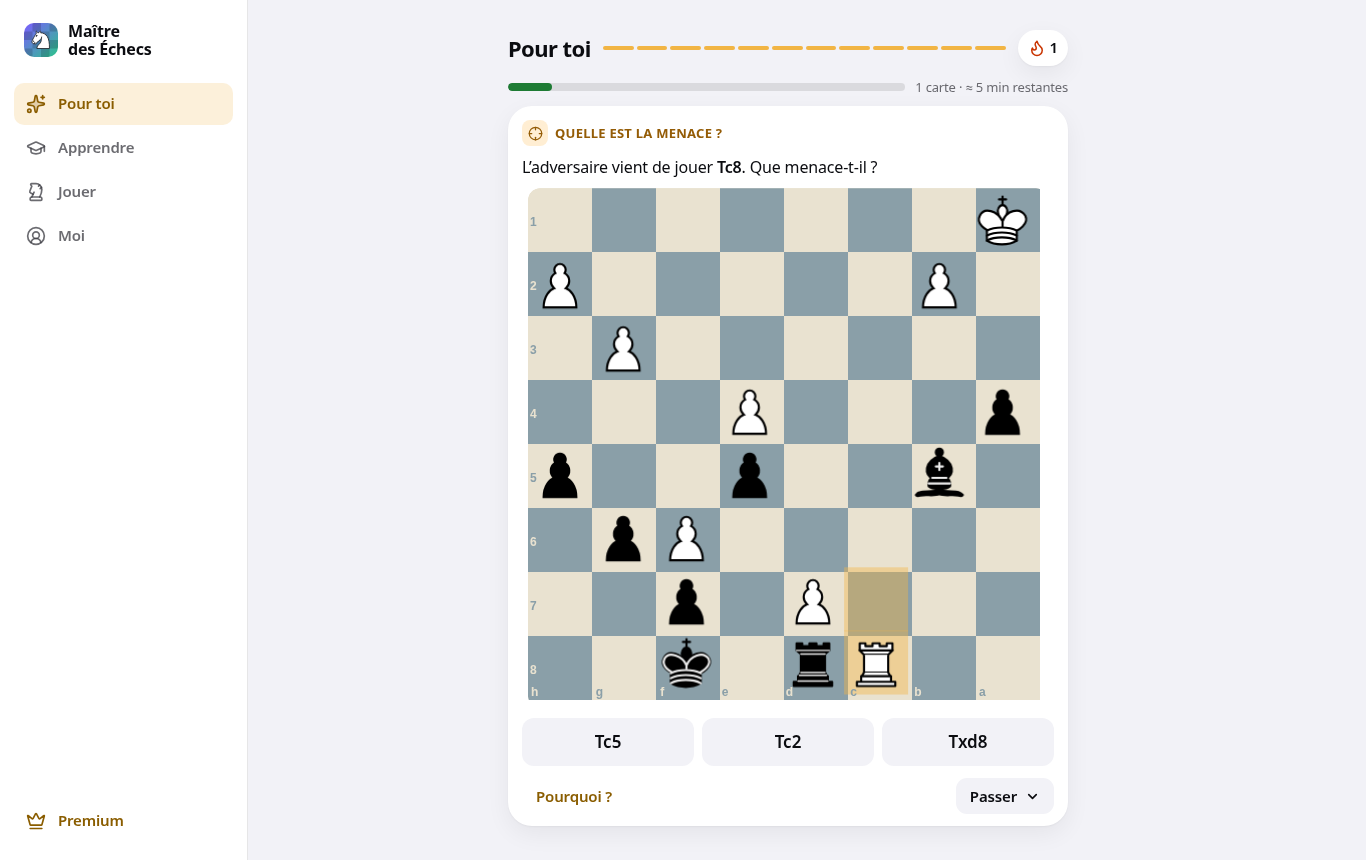 Maître
des Échecs
Pour toi
Apprendre
Jouer
Moi
Premium
Pour toi
1
1 carte · ≈ 5 min restantes
QUELLE EST LA MENACE ?
L’adversaire vient de jouer Tc8. Que menace-t-il ?
1
2
3
4
5
6
7
8
h g f e d c b a
Tc5 Tc2 Txd8
Pourquoi ? Passer